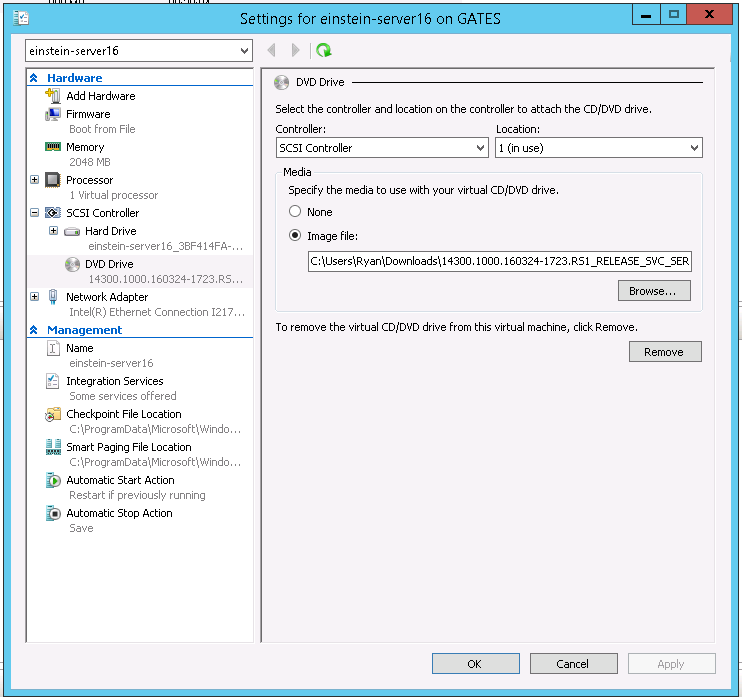 Settings for einstein-server16 on GATES
einstein-server16
Hardware
Add Hardware
Firmware
Boot from File
Memory
2048 MB
Processor
1 Virtual processor
SCSI Controller
Hard Drive
einstein-server16_3BF414FA-...
DVD Drive
14300.1000.160324-1723.RS...
Network Adapter
Intel(R) Ethernet Connection I217...
Management
Name
einstein-server16
Integration Services
Some services offered
Checkpoint File Location
C:\ProgramData\Microsoft\Windo...
Smart Paging File Location
C:\ProgramData\Microsoft\Windo...
Automatic Start Action
Restart if previously running
Automatic Stop Action
Save
DVD Drive
Select the controller and location on the controller to attach the CD/DVD drive.
Controller: Location:
SCSI Controller 1 (in use)
Media
Specify the media to use with your virtual CD/DVD drive.
None
Image file:
C:\Users\Ryan\Downloads\14300.1000.160324-1723.RS1_RELEASE_SVC_SER
Browse...
To remove the virtual CD/DVD drive from this virtual machine, click Remove.
Remove
OK Cancel Apply